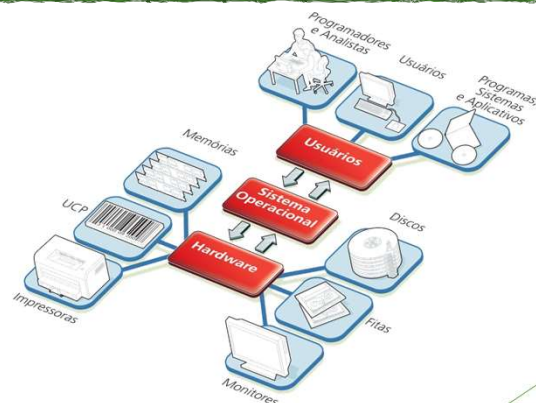 Programadores
e Analistas
Usuários
Programas,
Sistemas
e Aplicativos
Usuários
Memórias
Sistema
Operacional
UCP
Discos
Hardware
Impressoras
Fitas
Monitores